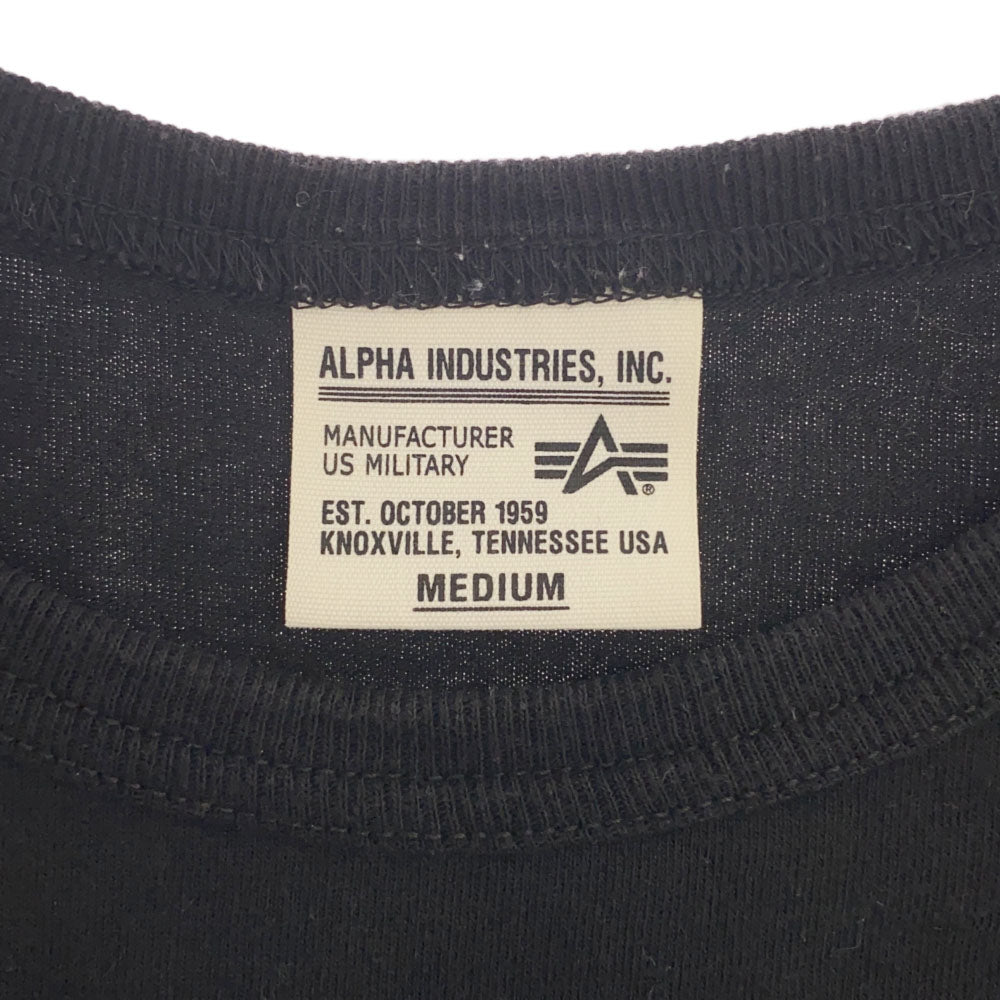 ALPHA INDUSTRIES, INC.
MANUFACTURER
US MILITARY
®
EST. OCTOBER 1959
KNOXVILLE, TENNESSEE USA
MEDIUM